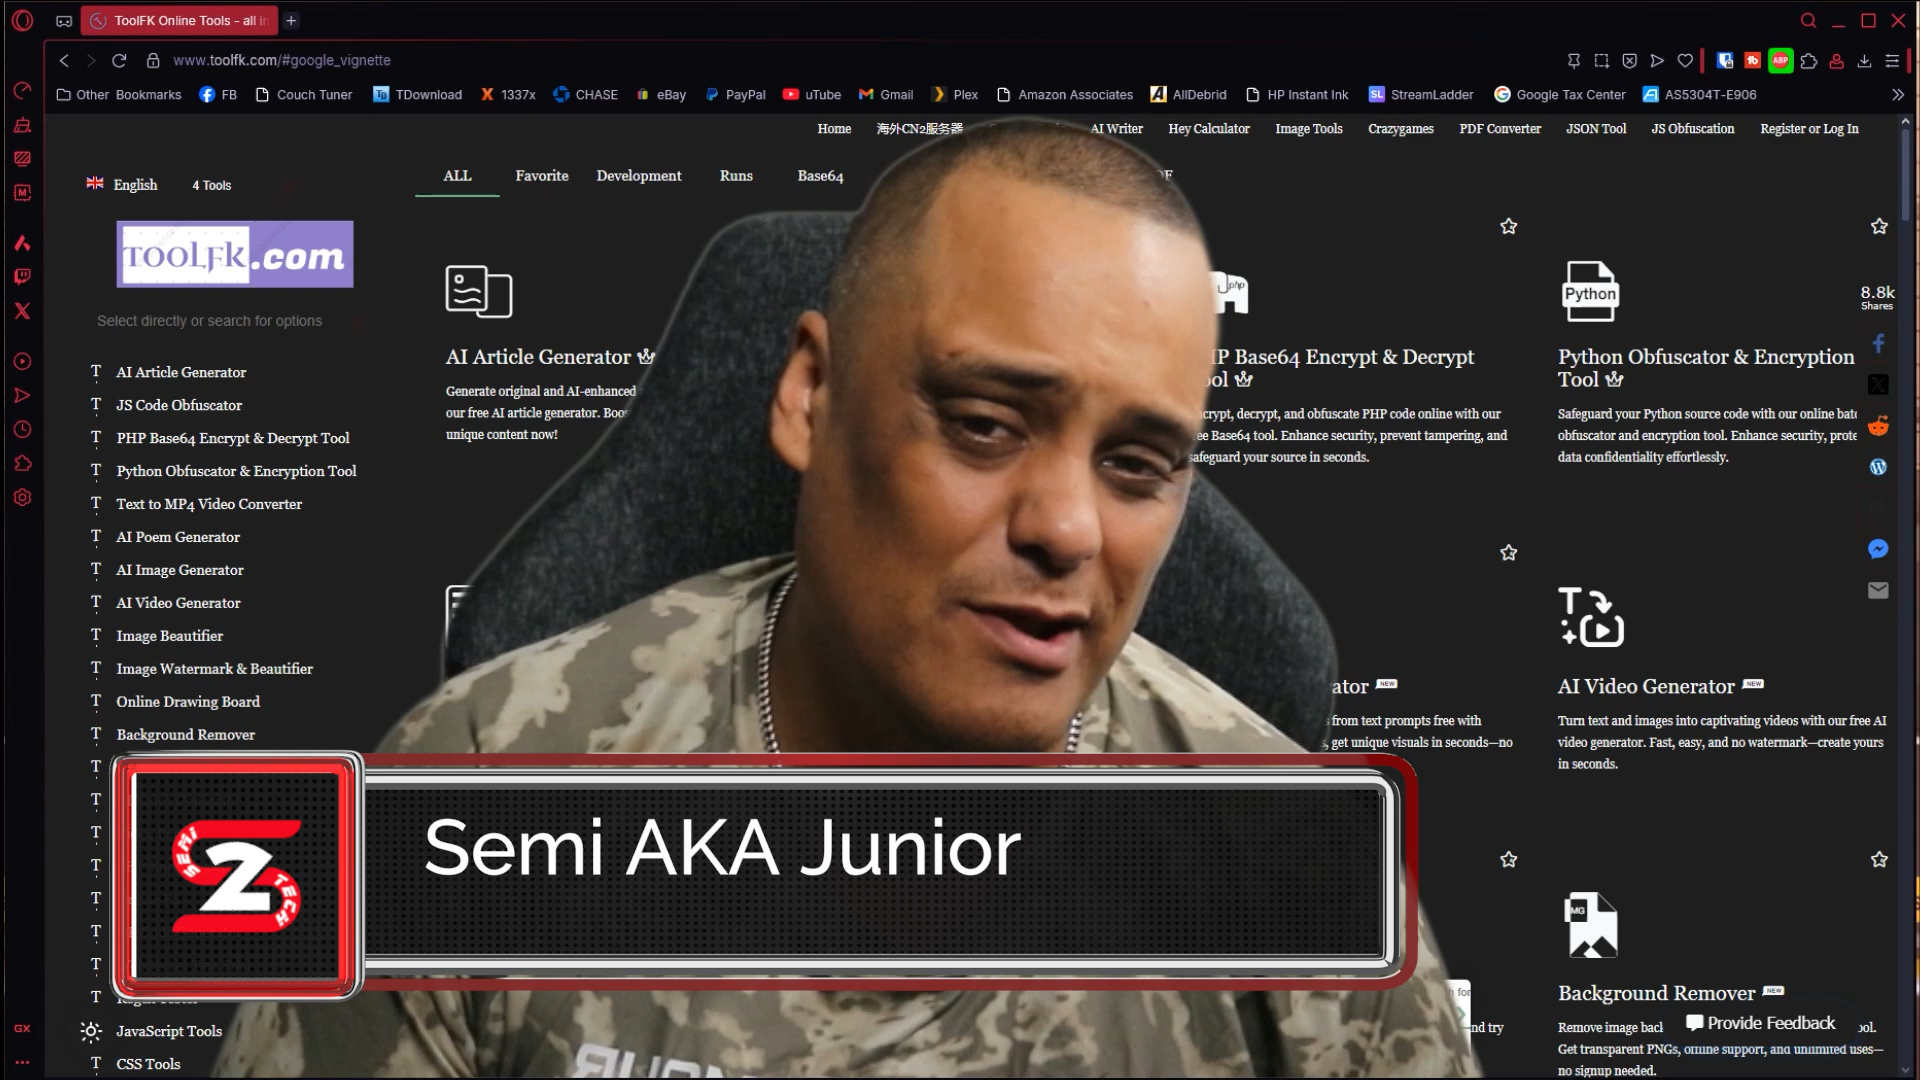 ToolFK Online Tools - all in
www.toolfk.com/#google_vignette
Other Bookmarks FB Couch Tuner TDownload 1337x CHASE eBay PayPal uTube Gmail Plex Amazon Associates AllDebrid HP Instant Ink StreamLadder Google Tax Center AS5304T-E906
ABP
Home 海外CN2服务器 AI Writer Hey Calculator Image Tools Crazygames PDF Converter JSON Tool JS Obfuscation Register or Log In
English 4 Tools
ALL Favorite Development Runs Base64
TOOLFK.com
Select directly or search for options
AI Article Generator
JS Code Obfuscator
PHP Base64 Encrypt & Decrypt Tool
Python Obfuscator & Encryption Tool
Text to MP4 Video Converter
AI Poem Generator
AI Image Generator
AI Video Generator
Image Beautifier
Image Watermark & Beautifier
Online Drawing Board
Background Remover
JavaScript Tools
CSS Tools
GX
AI Article Generator
Generate original and AI-enhanced
our free AI article generator.
unique content now!
php
Base64 Encrypt & Decrypt
decrypt, and obfuscate PHP code online with our
Base64 tool. Enhance security, prevent tampering, and
safeguard your source in seconds.
Python
Python Obfuscator & Encryption
Tool
Safeguard your Python source code with our online
obfuscator and encryption tool. Enhance security,
data confidentiality effortlessly.
8.8k
Shares
NEW
from text prompts free with
get unique visuals in seconds—no
AI Video Generator NEW
Turn text and images into captivating videos with our free AI
video generator. Fast, easy, and no watermark—create yours
in seconds.
SEMI
2
TECH
Semi AKA Junior
Background Remover NEW
Remove image
Provide Feedback
Get transparent PNGs, offline support, and unlimited uses—
no signup needed.
and try